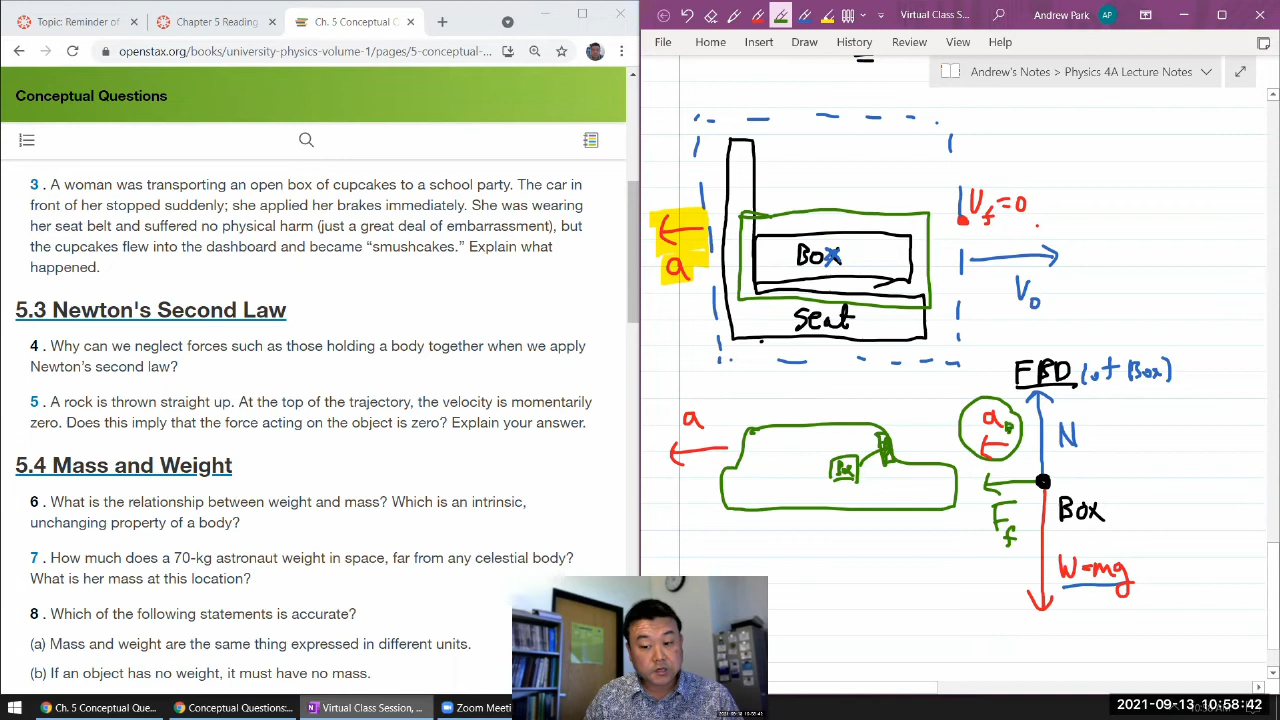 Topic: Reminder of
Chapter 5 Reading
Ch. 5 Conceptual Q
openstax.org/books/university-physics-volume-1/pages/5-conceptual-...
Conceptual Questions
3 . A woman was transporting an open box of cupcakes to a school party. The car in
front of her stopped suddenly; she applied her brakes immediately. She was wearing
her seat belt and suffered no physical harm (just a great deal of embarrassment), but
the cupcakes flew into the dashboard and became “smushcakes.” Explain what
happened.
5.3 Newton's Second Law
4 . Why can we neglect forces such as those holding a body together when we apply
Newton’s second law?
5 . A rock is thrown straight up. At the top of the trajectory, the velocity is momentarily
zero. Does this imply that the force acting on the object is zero? Explain your answer.
5.4 Mass and Weight
6 . What is the relationship between weight and mass? Which is an intrinsic,
unchanging property of a body?
7 . How much does a 70-kg astronaut weight in space, far from any celestial body?
What is her mass at this location?
8 . Which of the following statements is accurate?
(a) Mass and weight are the same thing expressed in different units.
(b) If an object has no weight, it must have no mass.
Virtual Class Sessi...
Andrew Park
AP
File
Home
Insert
Draw
History
Review
View
Help
Andrew's Notes > Physics 4A Lecture Notes
Vf=0
a
Box
V0
Seat
FBD (of Box)
N
a
a
Box
Ff
Box
W=mg
Ch. 5 Conceptual Que...
Conceptual Questions...
Virtual Class Session, ...
Zoom Meeti
2021-09-13 10:58:42